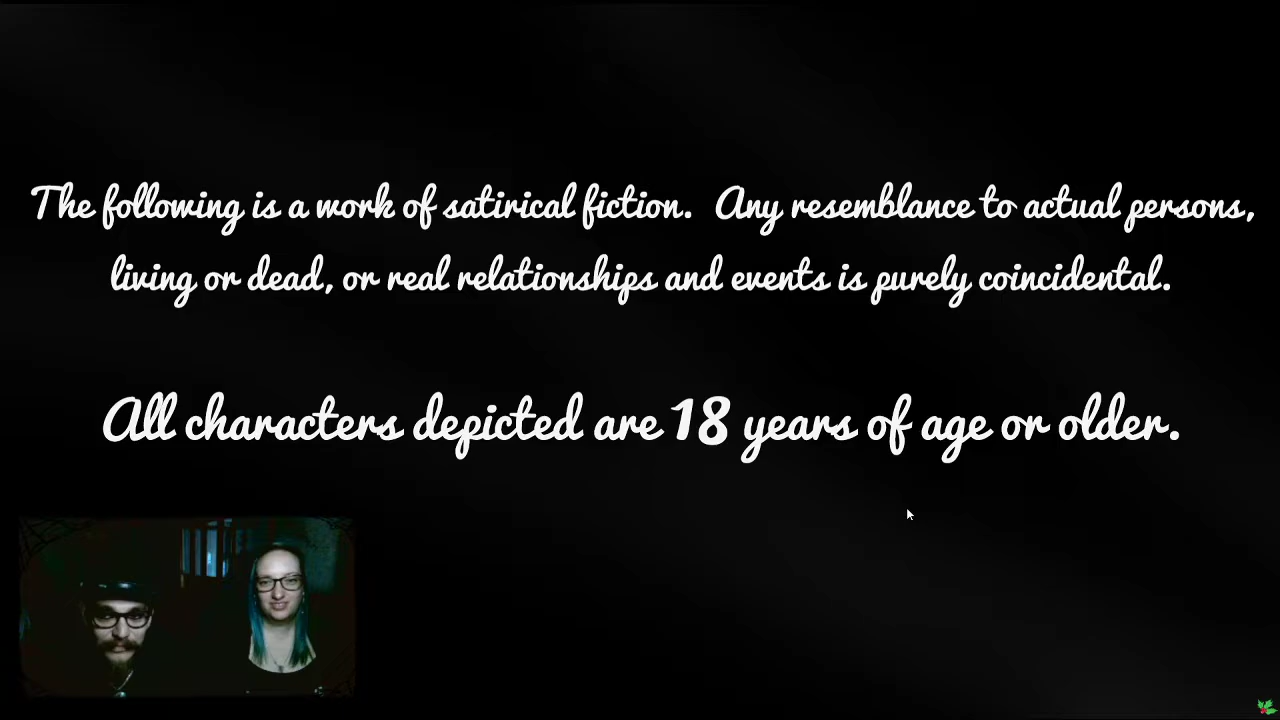 The following is a work of satirical fiction. Any resemblance to actual persons,
living or dead, or real relationships and events is purely coincidental.
All characters depicted are 18 years of age or older.